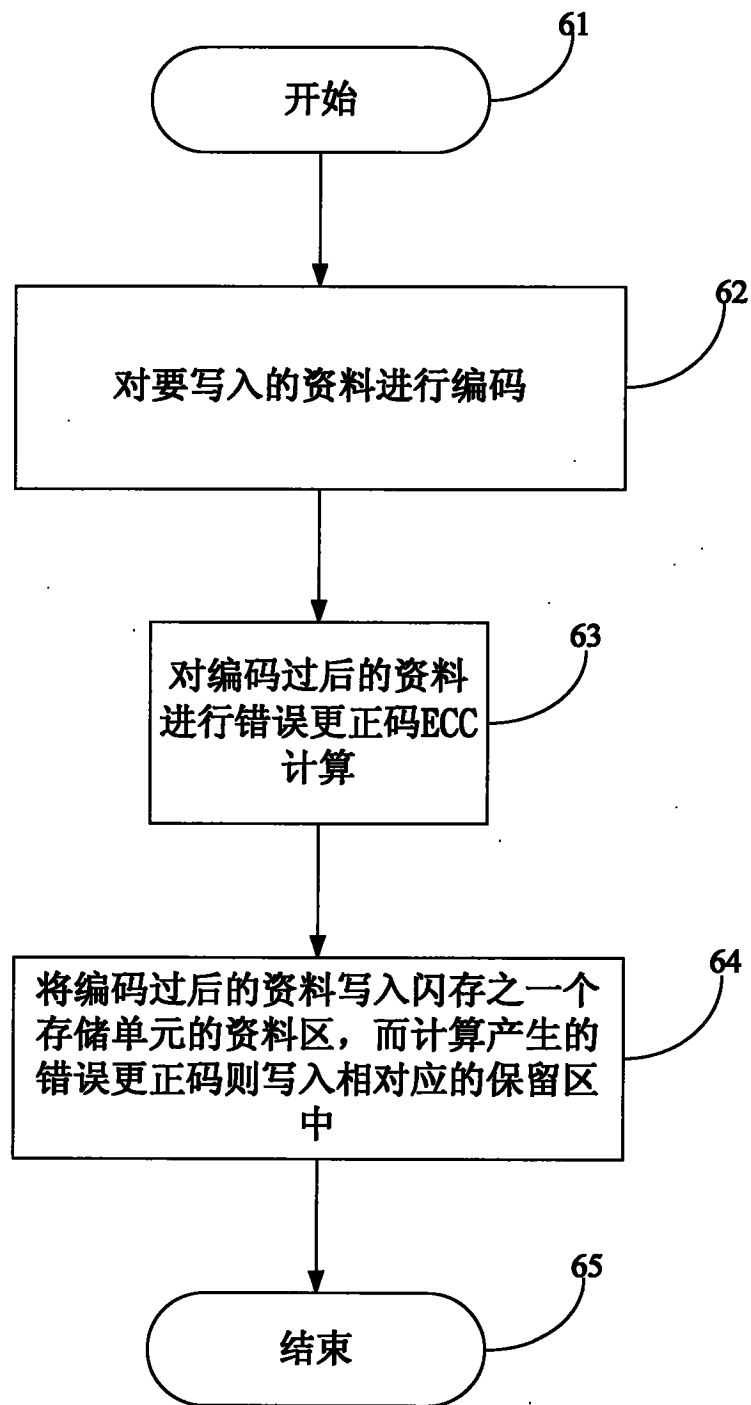 61
开始
62
对要写入的资料进行编码
63
对编码过后的资料
进行错误更正码ECC
计算
64
将编码过后的资料写入闪存之一个
存储单元的资料区，而计算产生的
错误更正码则写入相对应的保留区
中
65
结束